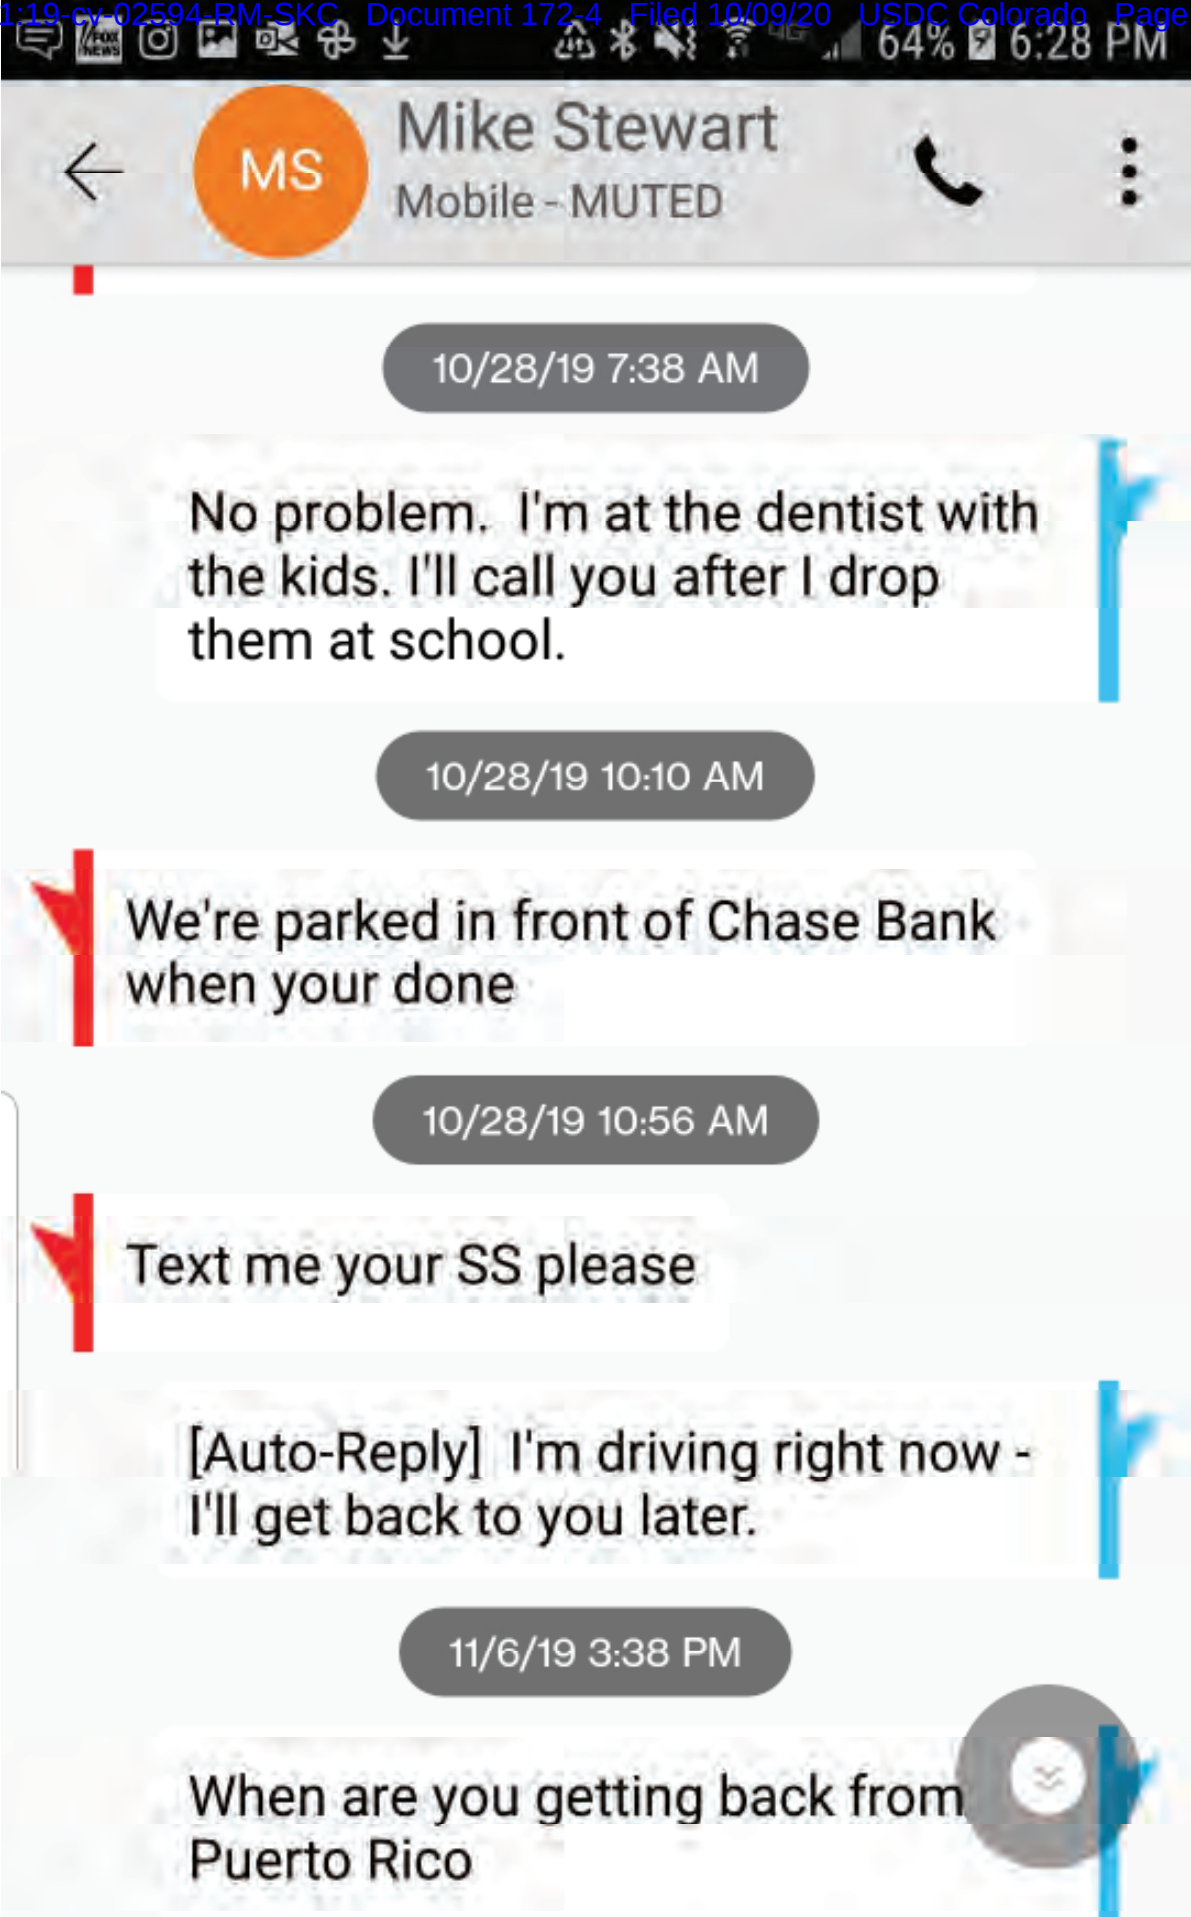 1:19-cv-02594-RM-SKC Document 172-4 Filed 10/09/20 USDC Colorado Page
FOX NEWS
4G 64% 6:28 PM
MS
Mike Stewart
Mobile - MUTED
10/28/19 7:38 AM
No problem. I'm at the dentist with
the kids. I'll call you after I drop
them at school.
10/28/19 10:10 AM
We're parked in front of Chase Bank
when your done
10/28/19 10:56 AM
Text me your SS please
[Auto-Reply] I'm driving right now -
I'll get back to you later.
11/6/19 3:38 PM
When are you getting back from
Puerto Rico